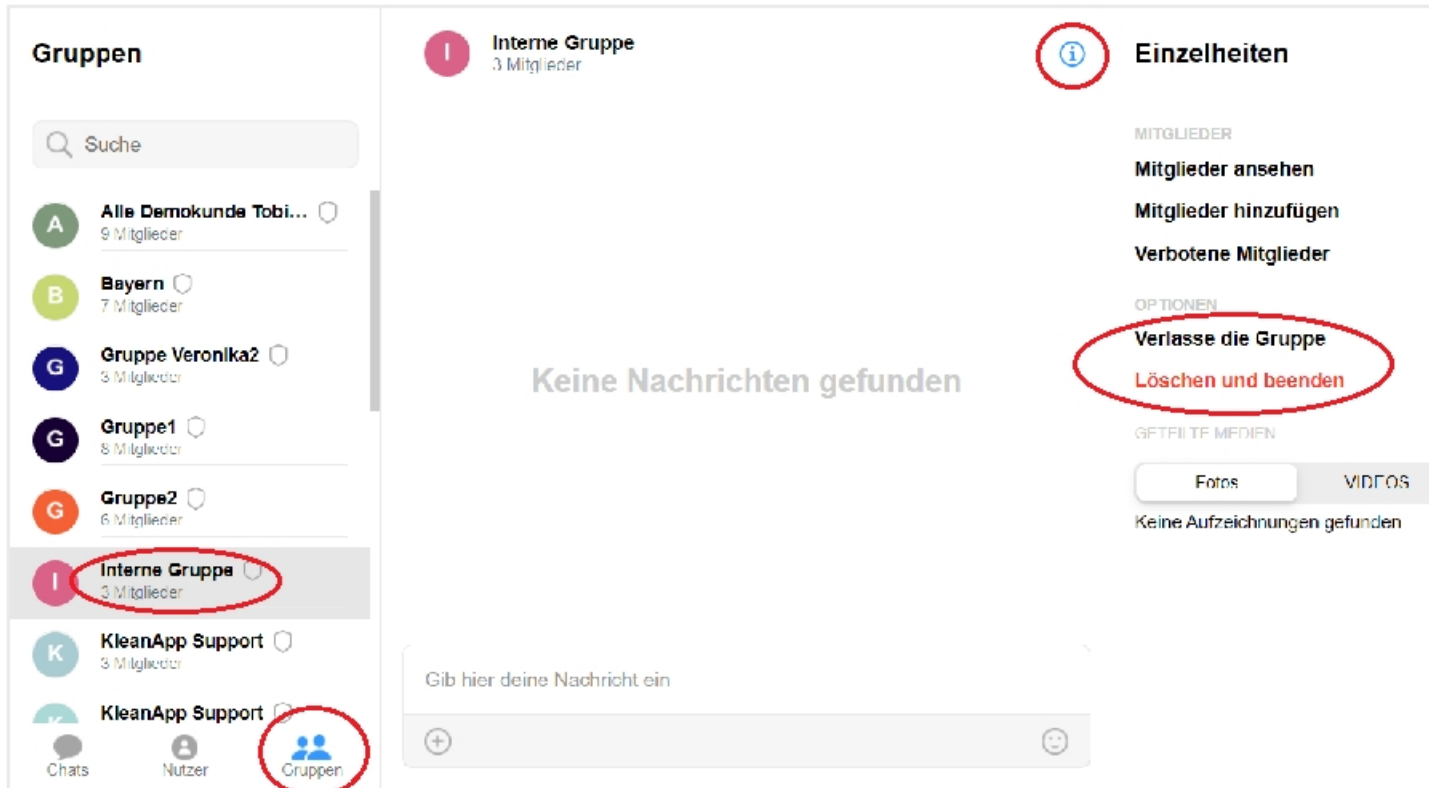 Gruppen
Suche
A
Alle Demokunde Tobi...
9 Mitglieder
B
Bayern
7 Mitglieder
G
Gruppe Veronika2
3 Mitglieder
G
Gruppe1
8 Mitglieder
G
Gruppe2
6 Mitglieder
I
Interne Gruppe
3 Mitglieder
K
KleanApp Support
3 Mitglieder
K
KleanApp Support
Chats
Nutzer
Gruppen
I
Interne Gruppe
3 Mitglieder
Keine Nachrichten gefunden
Gib hier deine Nachricht ein
Einzelheiten
MITGLIEDER
Mitglieder ansehen
Mitglieder hinzufügen
Verbotene Mitglieder
OPTIONEN
Verlasse die Gruppe
Löschen und beenden
GETEILTE MEDIEN
Fotos
VIDEOS
Keine Aufzeichnungen gefunden